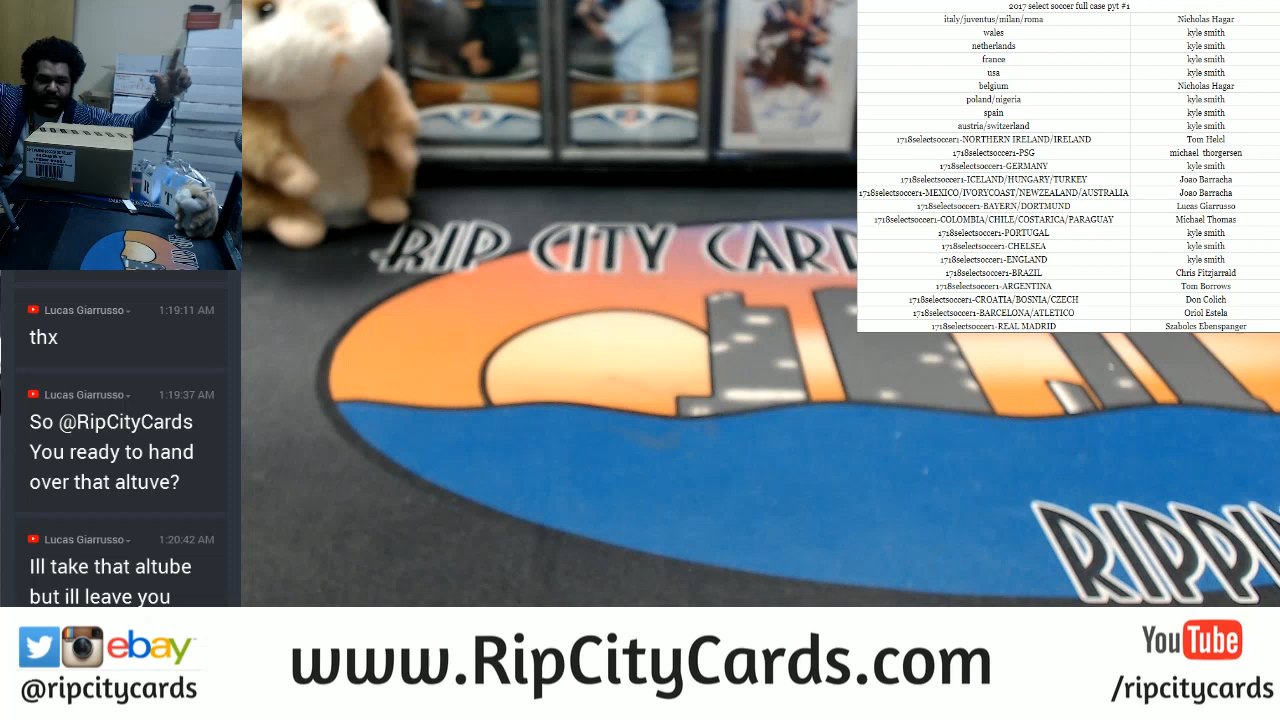 2017 select soccer full case pyt #1
italy/juventus/milan/roma Nicholas Hagar
wales kyle smith
netherlands kyle smith
france kyle smith
usa kyle smith
belgium Nicholas Hagar
poland/nigeria kyle smith
spain kyle smith
austria/switzerland kyle smith
1718selectsoccer1-NORTHERN IRELAND/IRELAND Tom Helel
1718selectsoccer1-PSG michael thorgersen
1718selectsoccer1-GERMANY kyle smith
1718selectsoccer1-ICELAND/HUNGARY/TURKEY Joao Barracha
1718selectsoccer1-MEXICO/IVORYCOAST/NEWZEALAND/AUSTRALIA Joao Barracha
1718selectsoccer1-BAYERN/DORTMUND Lucas Giarrusso
1718selectsoccer1-COLOMBIA/CHILE/COSTARICA/PARAGUAY Michael Thomas
1718selectsoccer1-PORTUGAL kyle smith
1718selectsoccer1-CHELSEA kyle smith
1718selectsoccer1-ENGLAND kyle smith
1718selectsoccer1-BRAZIL Chris Fitzjarrald
1718selectsoccer1-ARGENTINA Tom Borrows
1718selectsoccer1-CROATIA/BOSNIA/CZECH Don Colich
1718selectsoccer1-BARCELONA/ATLETICO Oriol Estela
1718selectsoccer1-REAL MADRID Szabolcs Ebenspanger
RIP CITY CARD
RIPPI
Lucas Giarrusso 1:19:11 AM
thx
Lucas Giarrusso 1:19:37 AM
So @RipCityCards
You ready to hand
over that altuve?
Lucas Giarrusso 1:20:42 AM
Ill take that altube
but ill leave you
ebay
@ripcitycards
www.RipCityCards.com
YouTube
/ripcitycards